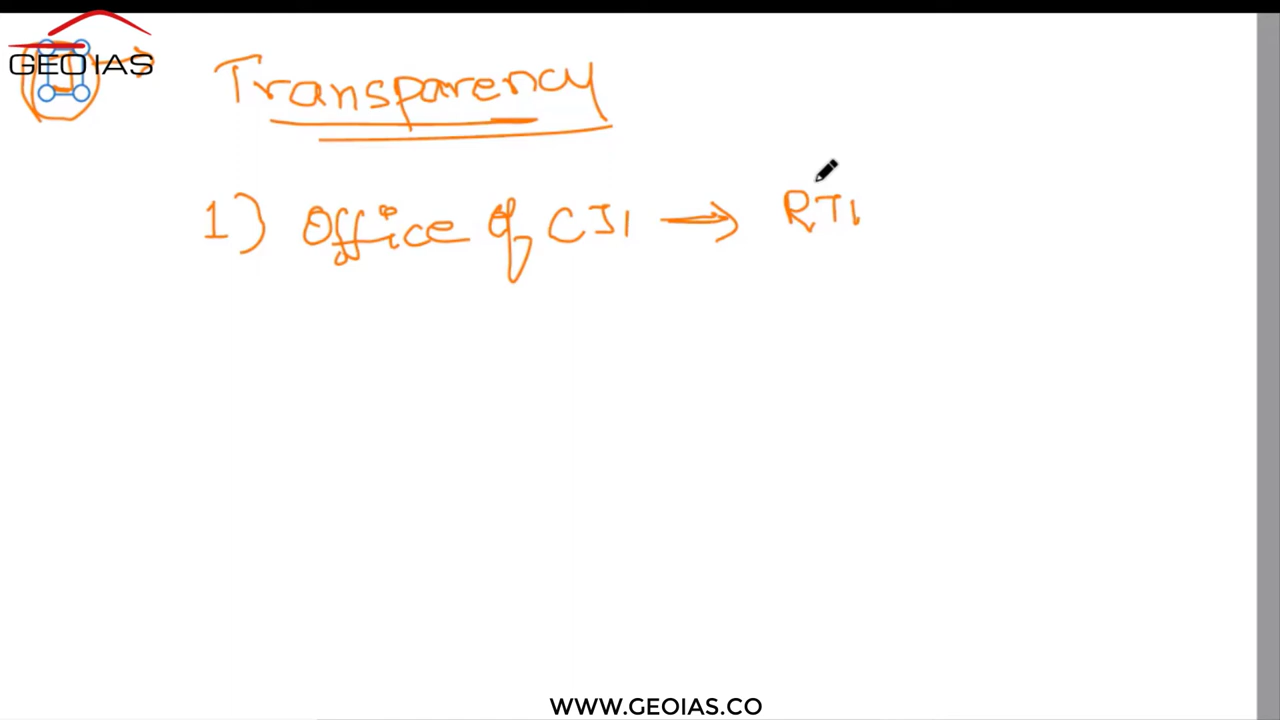 GEOIAS
Transparency
1) Office of CJI → RTI
WWW.GEOIAS.CO